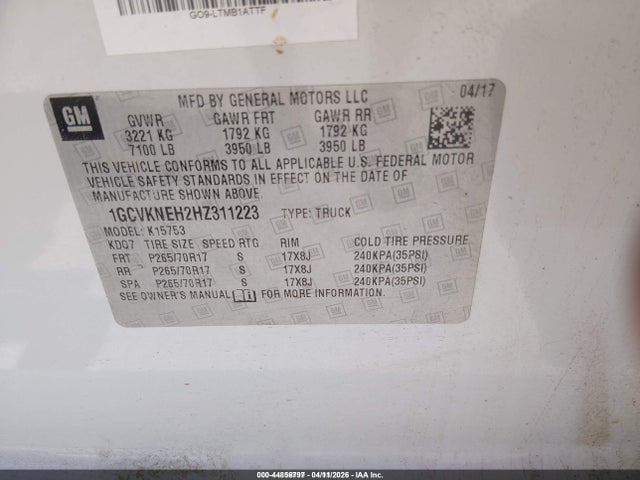 GO9-LTMB1ATTF
GM
MFD BY GENERAL MOTORS LLC 04/17
GVWR GAWR FRT GAWR RR
3221 KG 1792 KG 1792 KG
7100 LB 3950 LB 3950 LB
THIS VEHICLE CONFORMS TO ALL APPLICABLE U.S. FEDERAL MOTOR
VEHICLE SAFETY STANDARDS IN EFFECT ON THE DATE OF
MANUFACTURE SHOWN ABOVE.
1GCVKNEH2HZ311223 TYPE: TRUCK
MODEL: K15753
KDQ7 TIRE SIZE SPEED RTG RIM COLD TIRE PRESSURE
FRT P265/70R17 S 17X8J 240KPA(35PSI)
RR P265/70R17 S 17X8J 240KPA(35PSI)
SPA P265/70R17 S 17X8J 240KPA(35PSI)
SEE OWNER'S MANUAL FOR MORE INFORMATION.
000-44856797 - 04/11/2026 - IAA Inc.